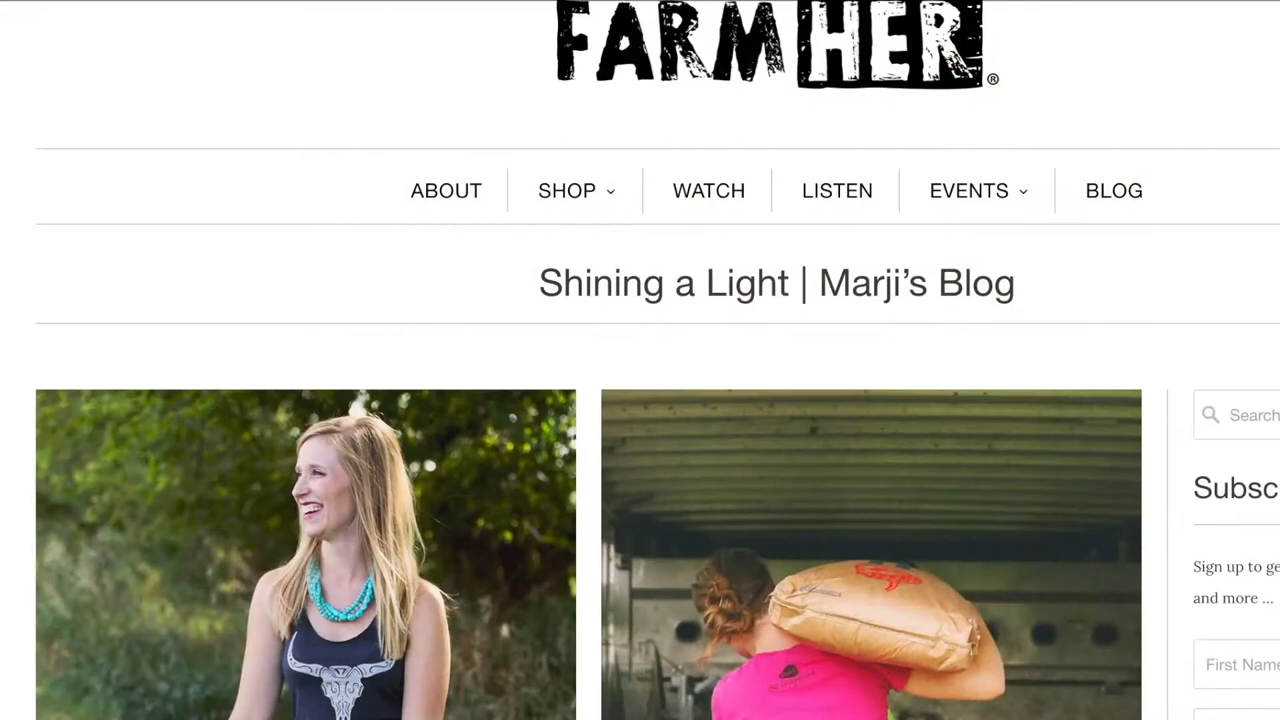 FARMHER®
ABOUT
SHOP
WATCH
LISTEN
EVENTS
BLOG
Shining a Light | Marji’s Blog
Search
Subsc
Sign up to ge
and more ...
First Name